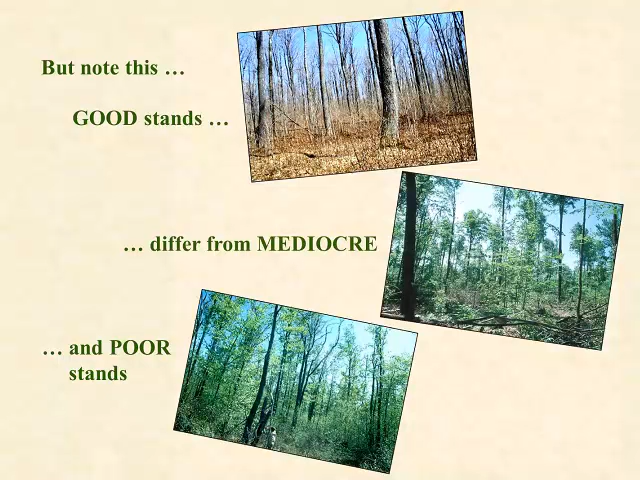 But note this …
GOOD stands …
… differ from MEDIOCRE
… and POOR
stands